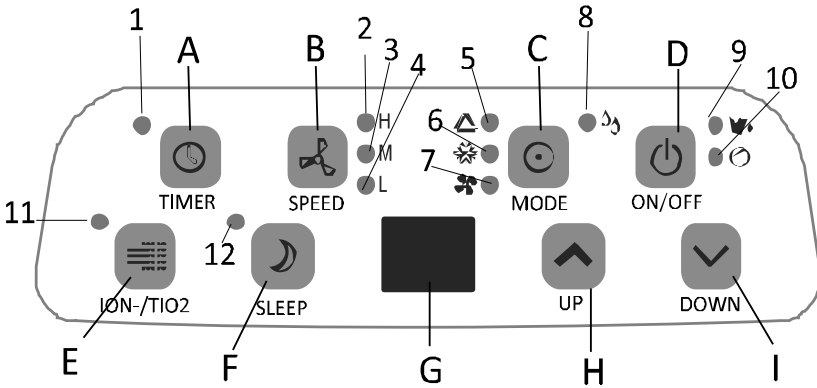 1 A B 2 3 4 5 C 8 D 9 10
H
6 M
7 L
TIMER SPEED MODE ON/OFF
11 12
ION-/TIO2 SLEEP UP DOWN
E F G H I